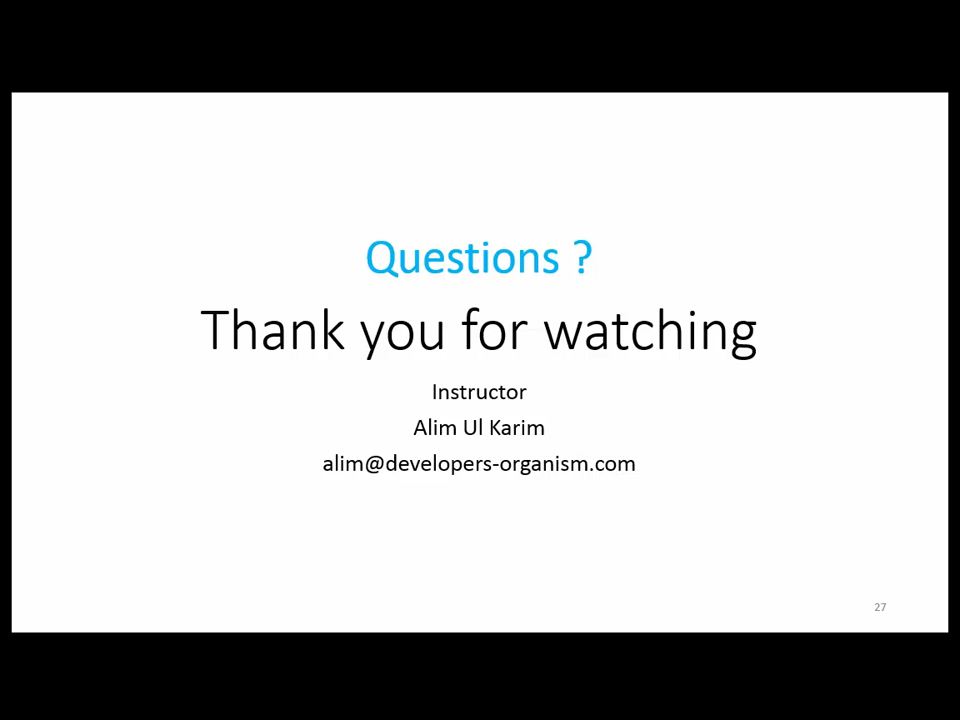 Questions ?
Thank you for watching
Instructor
Alim Ul Karim
alim@developers-organism.com
27